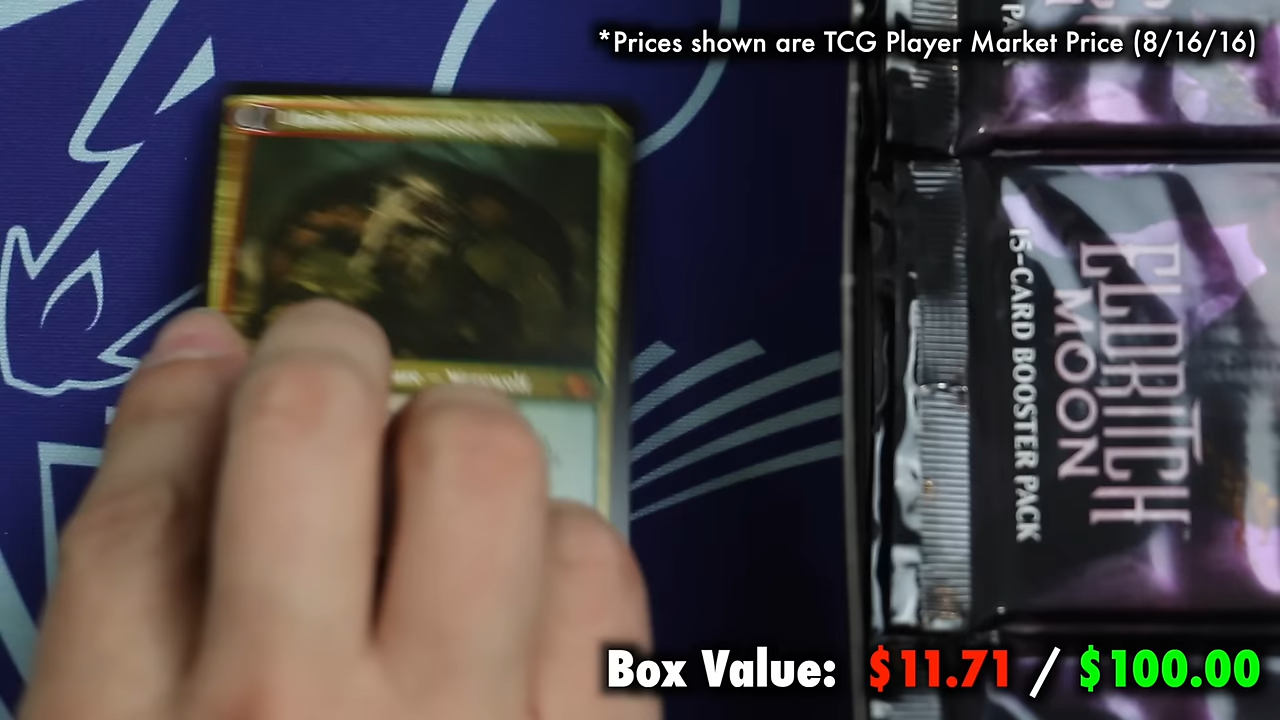 *Prices shown are TCG Player Market Price (8/16/16)
ELDRITCH
MOON
15-CARD BOOSTER PACK
Box Value: $11.71 / $100.00